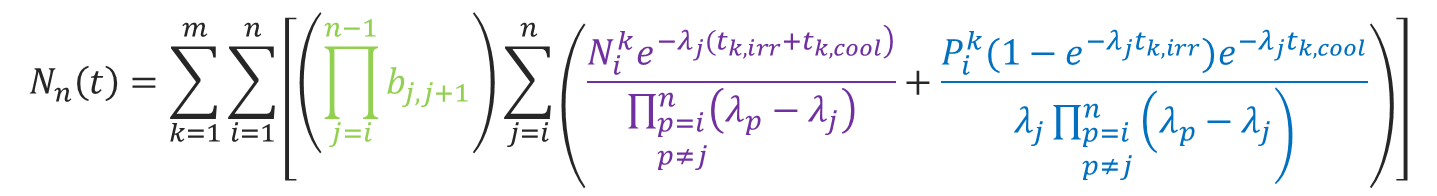 N_n(t) = \sum_{k=1}^{m} \sum_{i=1}^{n} \left[ \left( \prod_{j=i}^{n-1} b_{j,j+1} \right) \sum_{j=i}^{n} \left( \frac{N_i^k e^{-\lambda_j(t_{k,irr}+t_{k,cool})}}{\prod_{\substack{p=i \\ p \neq j}}^{n} (\lambda_p - \lambda_j)} + \frac{P_i^k (1 - e^{-\lambda_j t_{k,irr}}) e^{-\lambda_j t_{k,cool}}}{\lambda_j \prod_{\substack{p=i \\ p \neq j}}^{n} (\lambda_p - \lambda_j)} \right) \right]